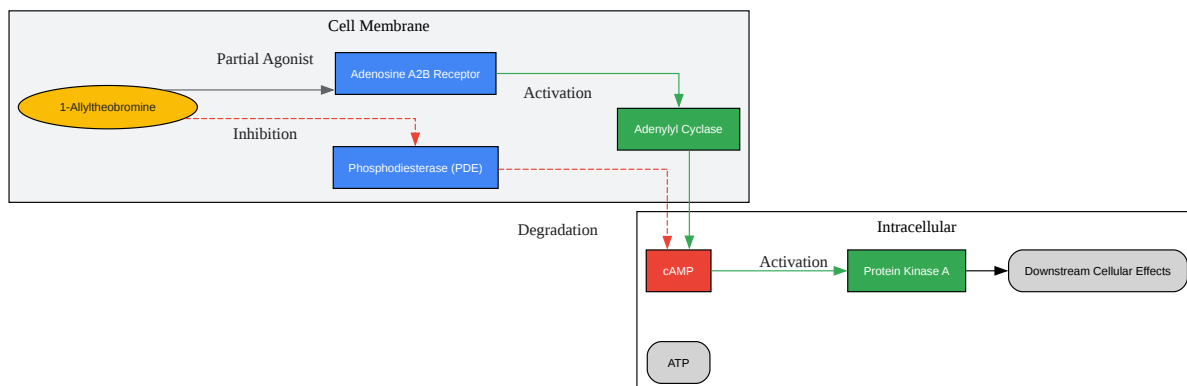 Cell Membrane
Partial Agonist
Adenosine A2B Receptor
1-Allyltheobromine
Activation
Inhibition
Adenylyl Cyclase
Phosphodiesterase (PDE)
Degradation
Intracellular
cAMP
Activation
Protein Kinase A
Downstream Cellular Effects
ATP